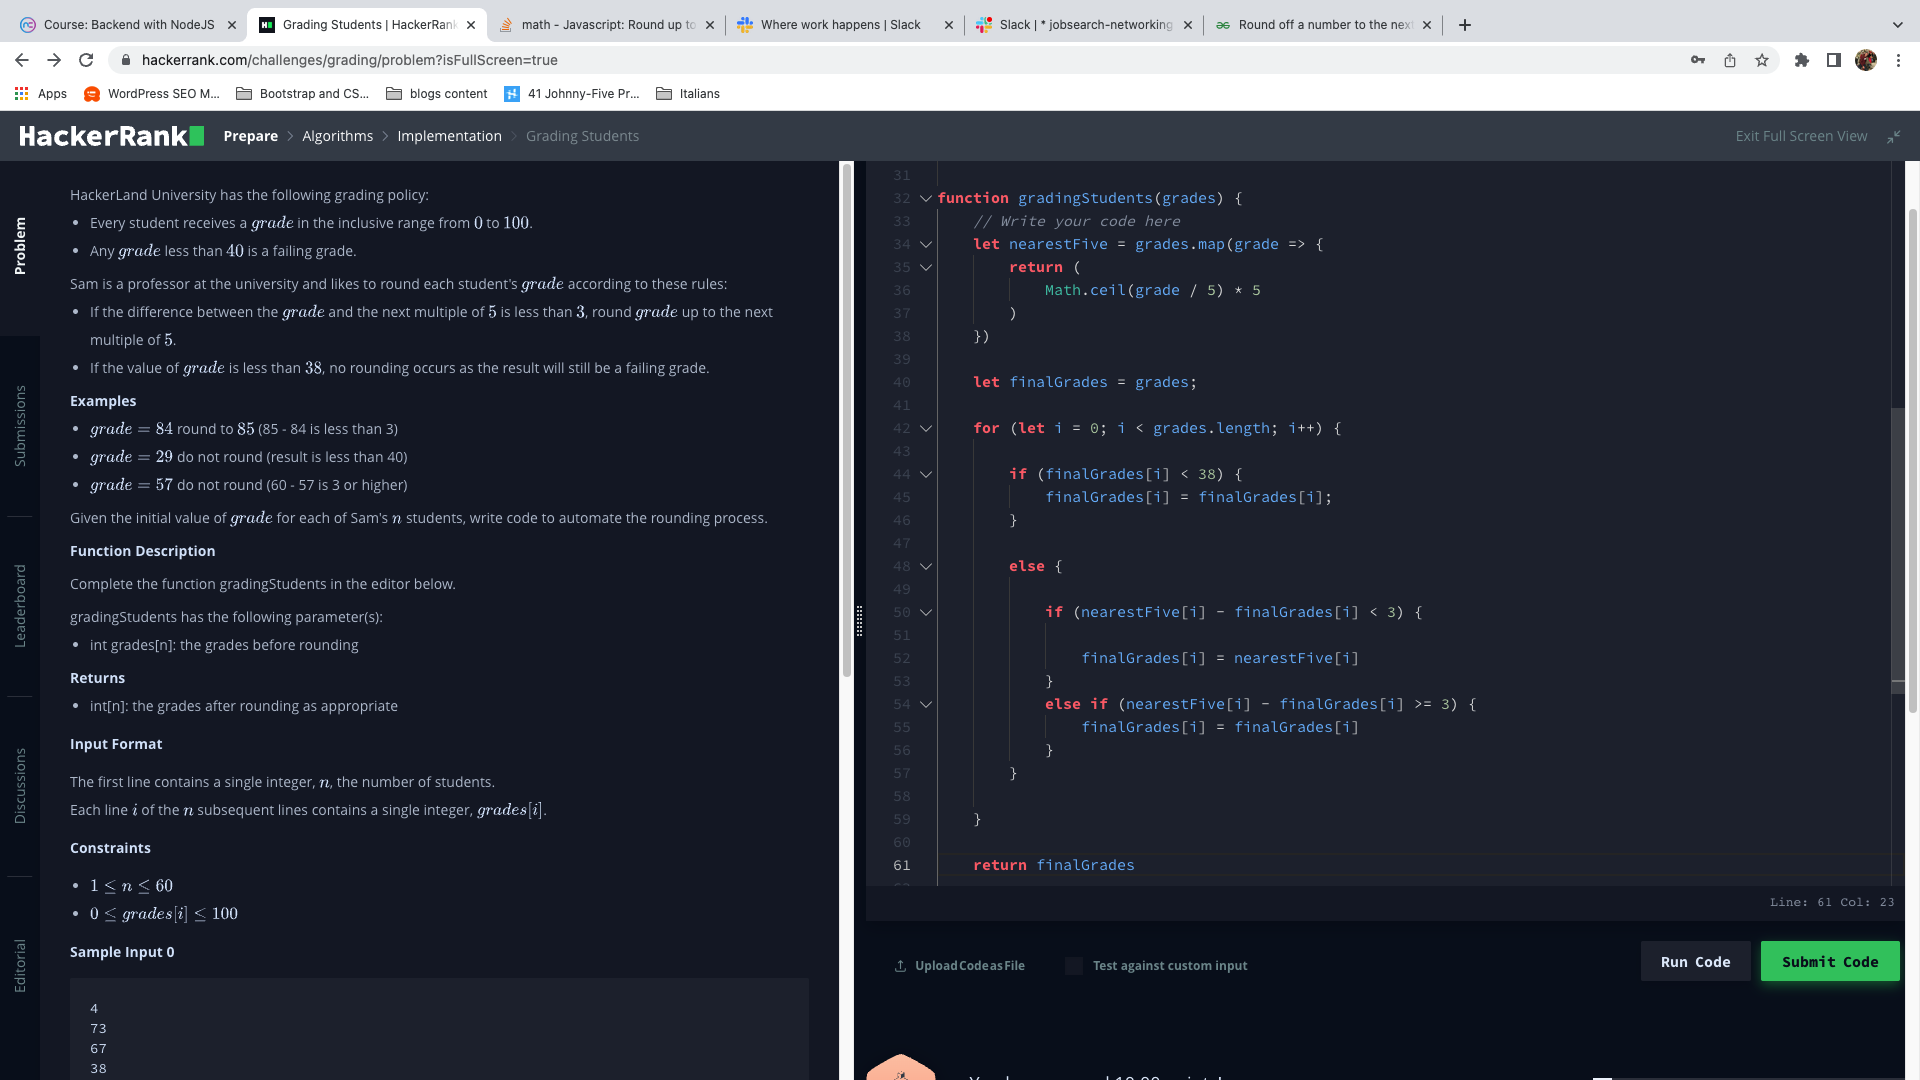 Course: Backend with NodeJS
Grading Students | HackerRank
math - Javascript: Round up to
Where work happens | Slack
Slack | * jobsearch-networking
Round off a number to the next
hackerrank.com/challenges/grading/problem?isFullScreen=true
Apps
WordPress SEO M...
Bootstrap and CS...
blogs content
41 Johnny-Five Pr...
Italians
HackerRank
Prepare > Algorithms > Implementation > Grading Students
Exit Full Screen View
Problem
Submissions
Leaderboard
Discussions
Editorial
HackerLand University has the following grading policy:
• Every student receives a grade in the inclusive range from 0 to 100.
• Any grade less than 40 is a failing grade.
Sam is a professor at the university and likes to round each student's grade according to these rules:
• If the difference between the grade and the next multiple of 5 is less than 3, round grade up to the next
multiple of 5.
• If the value of grade is less than 38, no rounding occurs as the result will still be a failing grade.
Examples
• grade = 84 round to 85 (85 - 84 is less than 3)
• grade = 29 do not round (result is less than 40)
• grade = 57 do not round (60 - 57 is 3 or higher)
Given the initial value of grade for each of Sam's n students, write code to automate the rounding process.
Function Description
Complete the function gradingStudents in the editor below.
gradingStudents has the following parameter(s):
• int grades[n]: the grades before rounding
Returns
• int[n]: the grades after rounding as appropriate
Input Format
The first line contains a single integer, n, the number of students.
Each line i of the n subsequent lines contains a single integer, grades[i].
Constraints
• 1 ≤ n ≤ 60
• 0 ≤ grades[i] ≤ 100
Sample Input 0
4
73
67
38
31
32 function gradingStudents(grades) {
33 // Write your code here
34 let nearestFive = grades.map(grade => {
35 return (
36 Math.ceil(grade / 5) * 5
37 )
38 })
39
40 let finalGrades = grades;
41
42 for (let i = 0; i < grades.length; i++) {
43
44 if (finalGrades[i] < 38) {
45 finalGrades[i] = finalGrades[i];
46 }
47
48 else {
49
50 if (nearestFive[i] - finalGrades[i] < 3) {
51
52 finalGrades[i] = nearestFive[i]
53 }
54 else if (nearestFive[i] - finalGrades[i] >= 3) {
55 finalGrades[i] = finalGrades[i]
56 }
57 }
58
59 }
60
61 return finalGrades
Line: 61 Col: 23
Upload Code as File
Test against custom input
Run Code
Submit Code